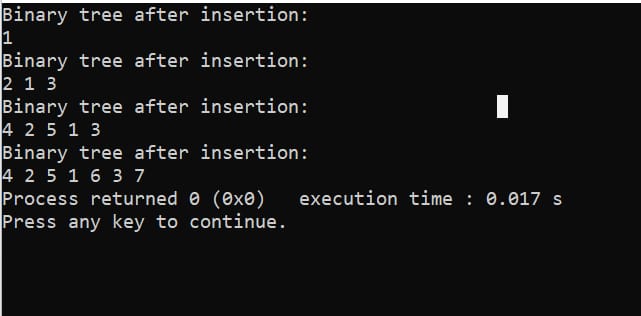 Binary tree after insertion:
1
Binary tree after insertion:
2 1 3
Binary tree after insertion:
4 2 5 1 3
Binary tree after insertion:
4 2 5 1 6 3 7
Process returned 0 (0x0)   execution time : 0.017 s
Press any key to continue.